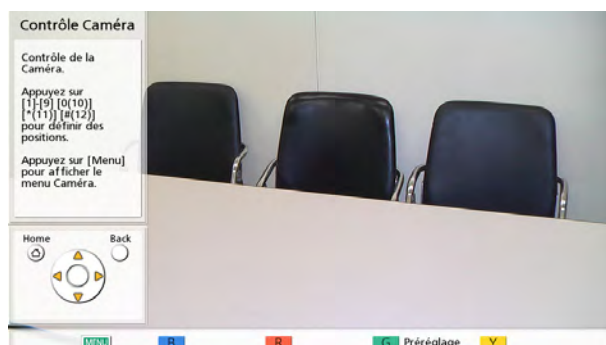 Contrôle Caméra
Contrôle de la
Caméra.
Appuyez sur
[1]-[9] [0(10)]
[*(11)] [#(12)]
pour définir des
positions.
Appuyez sur [Menu]
pour afficher le
menu Caméra.
Home Back
MENU B R G Préréglage Y